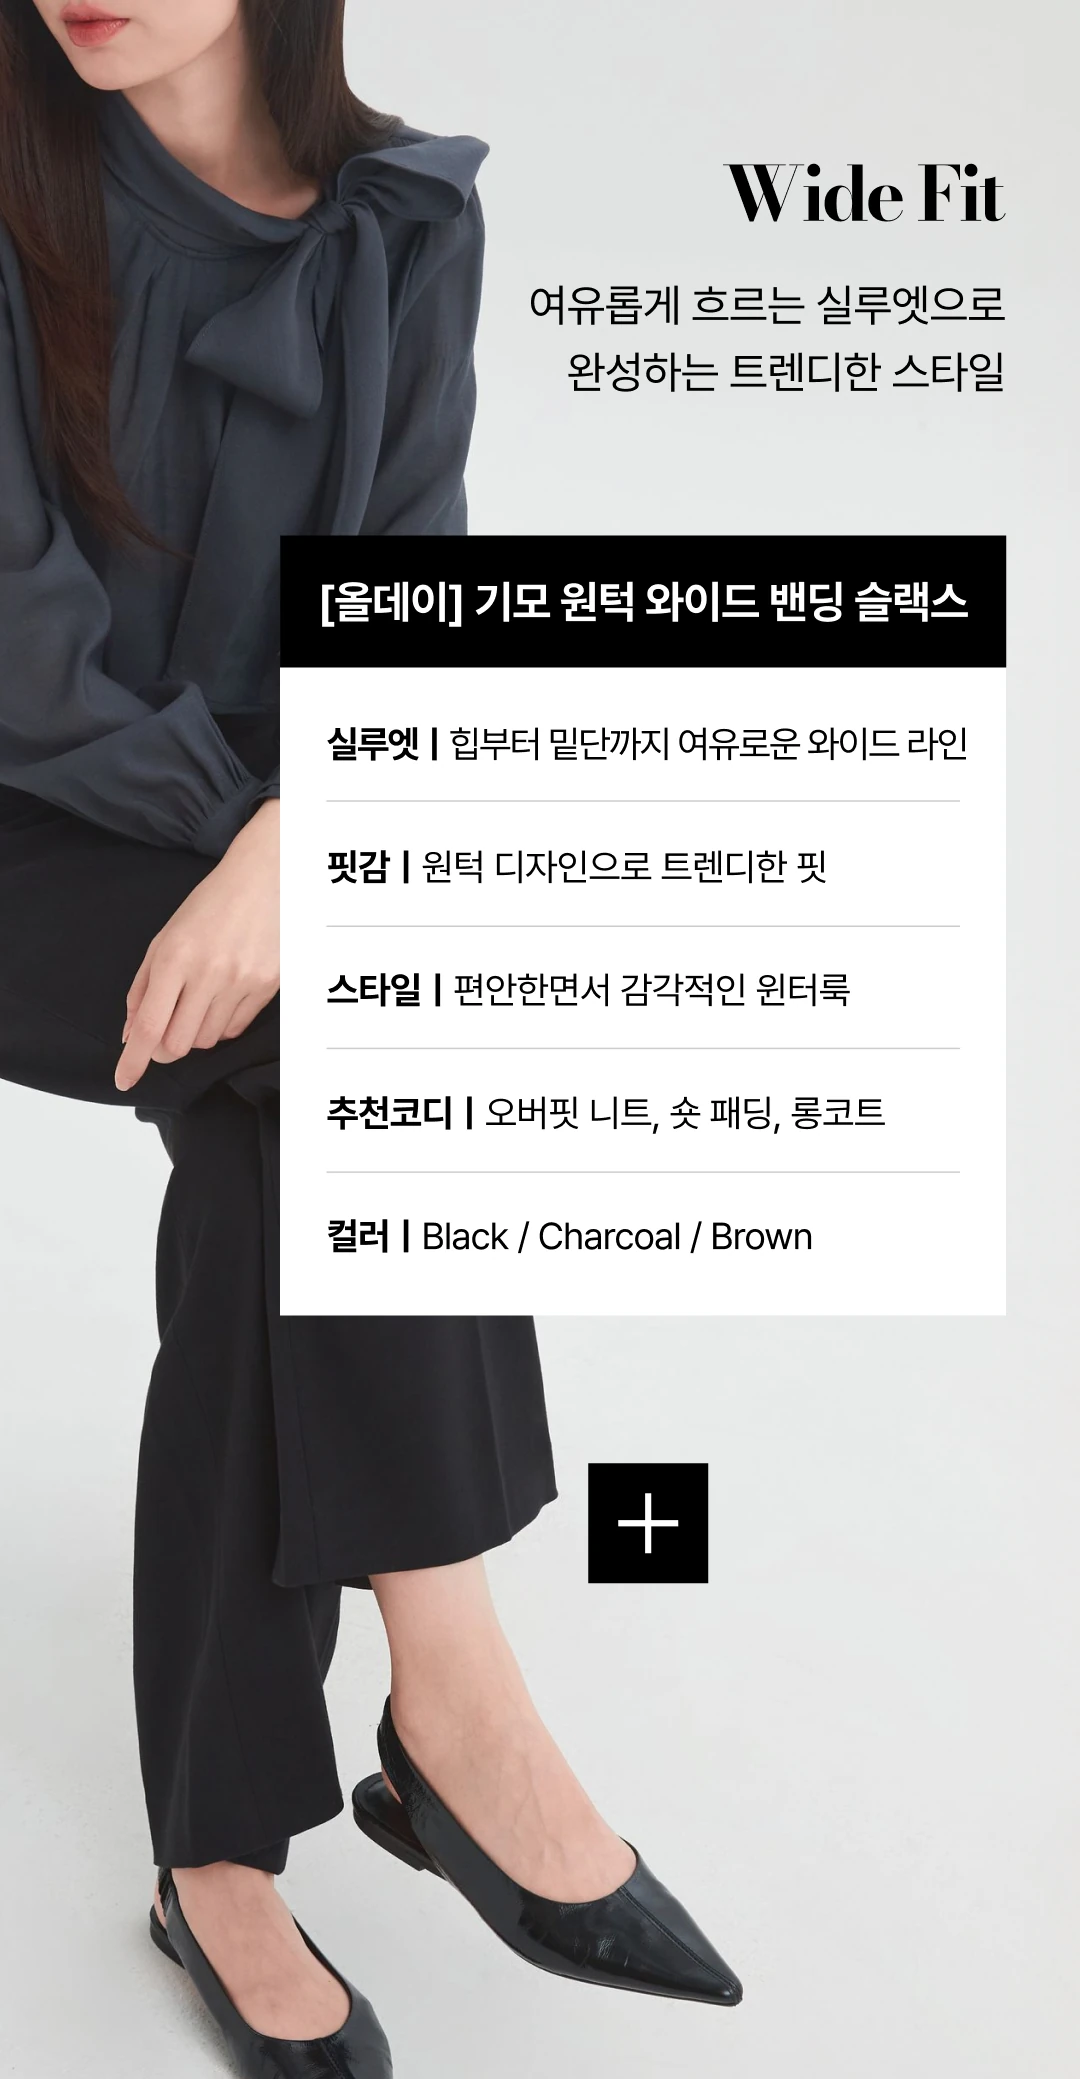 Wide Fit
여유롭게 흐르는 실루엣으로
완성하는 트렌디한 스타일
[올데이] 기모 원턱 와이드 밴딩 슬랙스
실루엣 | 힙부터 밑단까지 여유로운 와이드 라인
핏감 | 원턱 디자인으로 트렌디한 핏
스타일 | 편안한면서 감각적인 윈터룩
추천코디 | 오버핏 니트, 숏 패딩, 롱코트
컬러 | Black / Charcoal / Brown